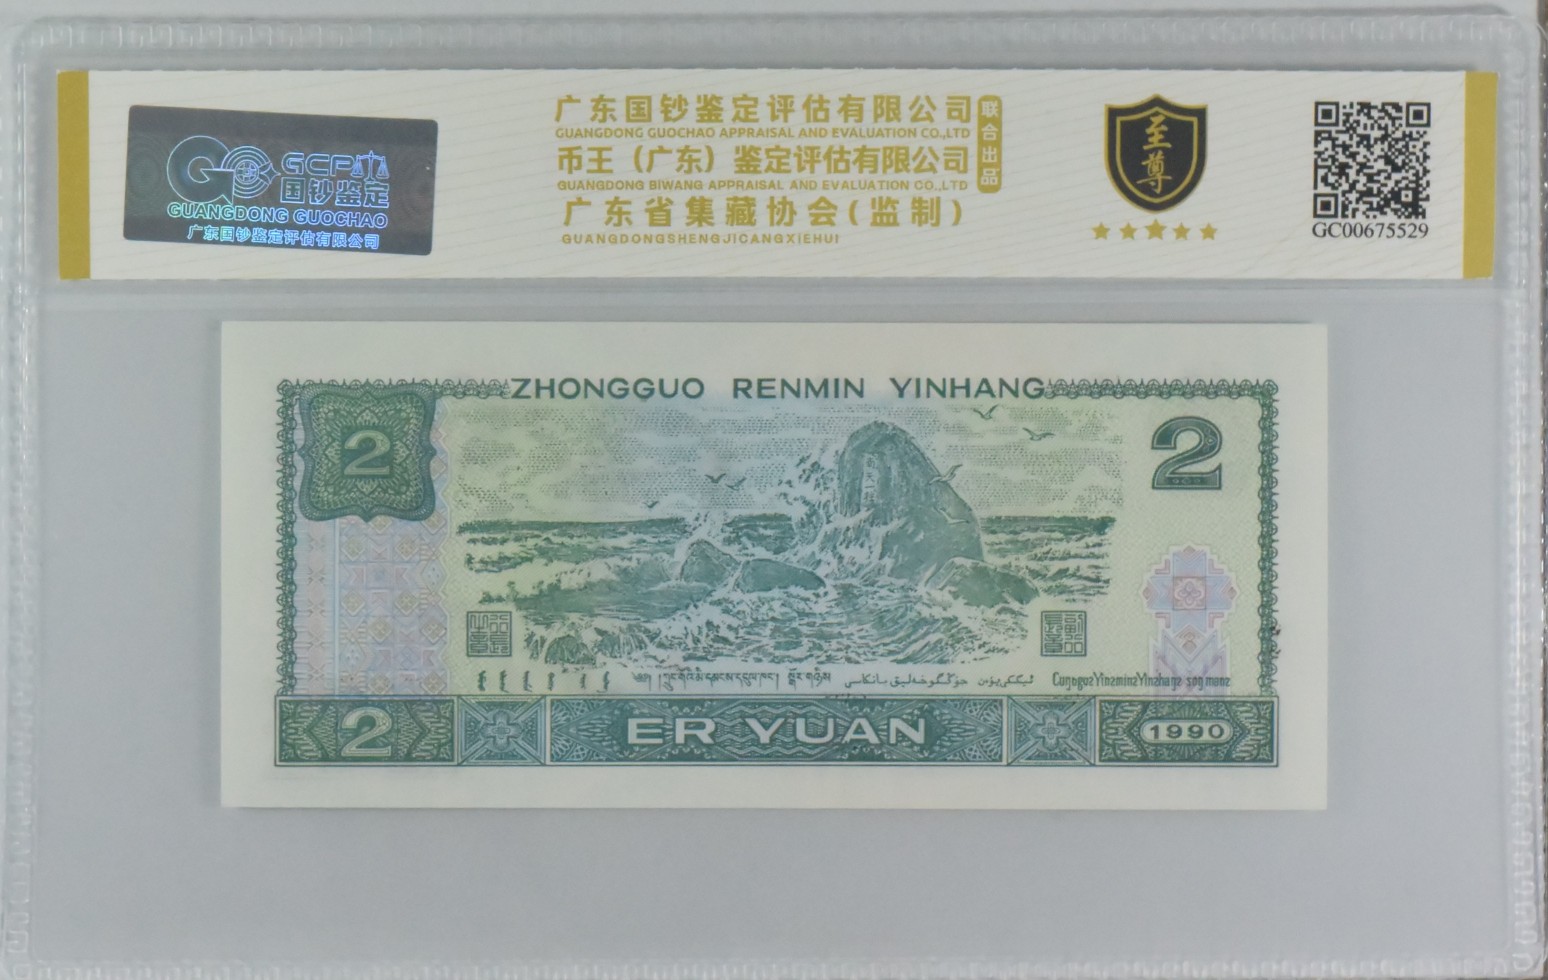 GCP
国钞鉴定
GUANGDONG GUOCHAO
广东国钞鉴定评估有限公司
广东国钞鉴定评估有限公司
GUANGDONG GUOCHAO APPRAISAL AND EVALUATION CO.,LTD
币王（广东）鉴定评估有限公司
GUANGDONG BIWANG APPRAISAL AND EVALUATION CO.,LTD
广东省集藏协会(监制)
GUANGDONGSHENGJICANGXIEHUI
联合出品
至尊
GC00675529
ZHONGGUO RENMIN YINHANG
2
2
2
ER YUAN
1990